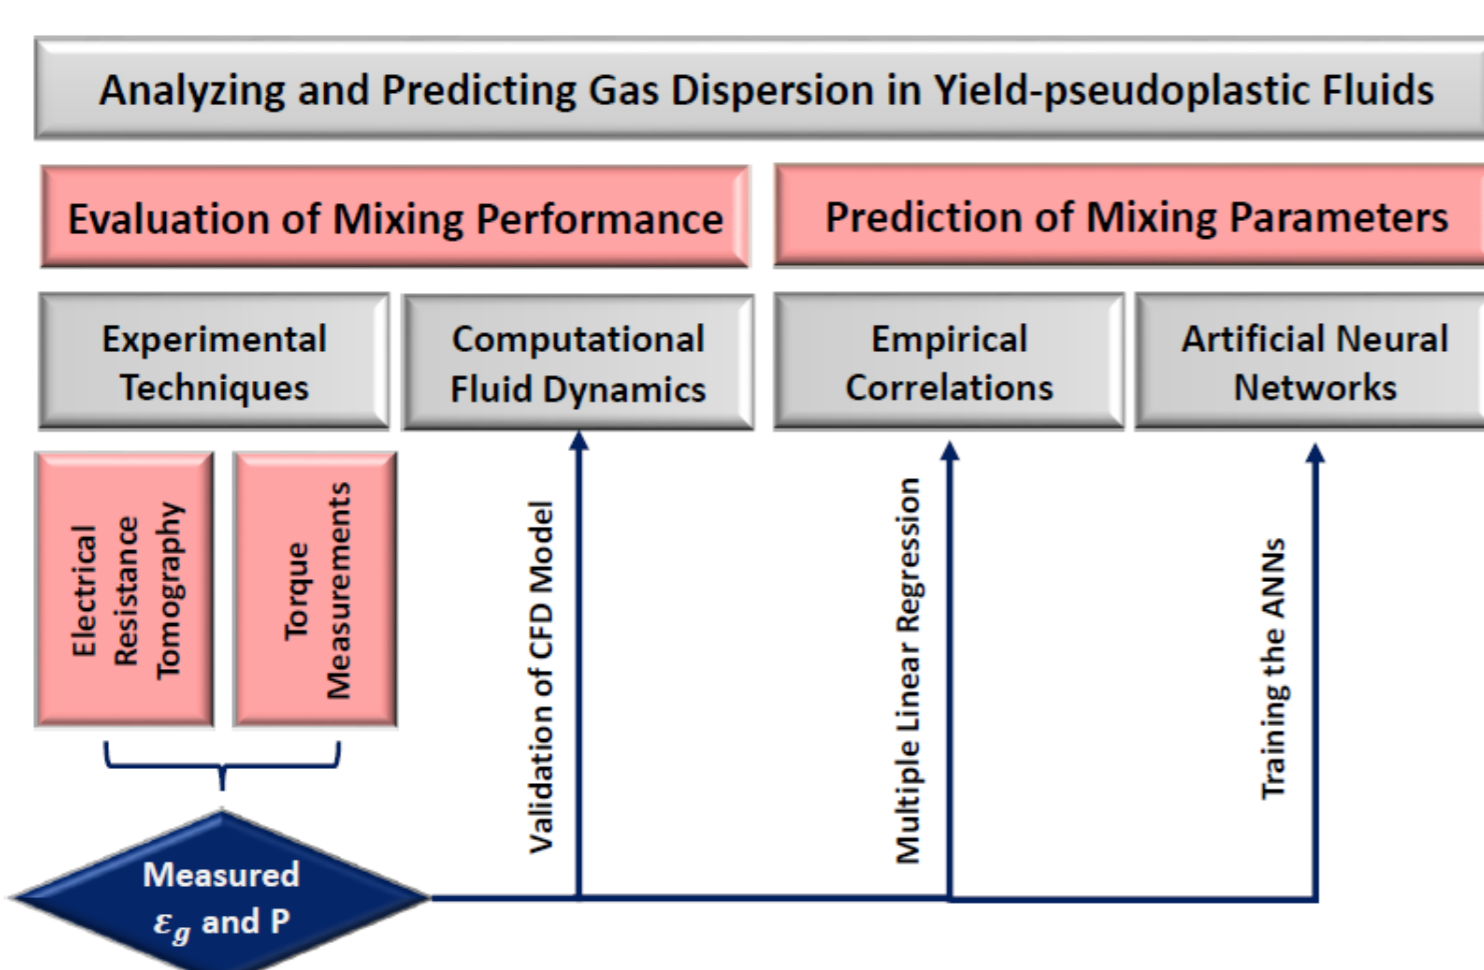 Analyzing and Predicting Gas Dispersion in Yield-pseudoplastic Fluids
Evaluation of Mixing Performance
Prediction of Mixing Parameters
Experimental
Techniques
Computational
Fluid Dynamics
Empirical
Correlations
Artificial Neural
Networks
Electrical
Resistance
Tomography
Torque
Measurements
Validation of CFD Model
Multiple Linear Regression
Training the ANNs
Measured
ε_g and P